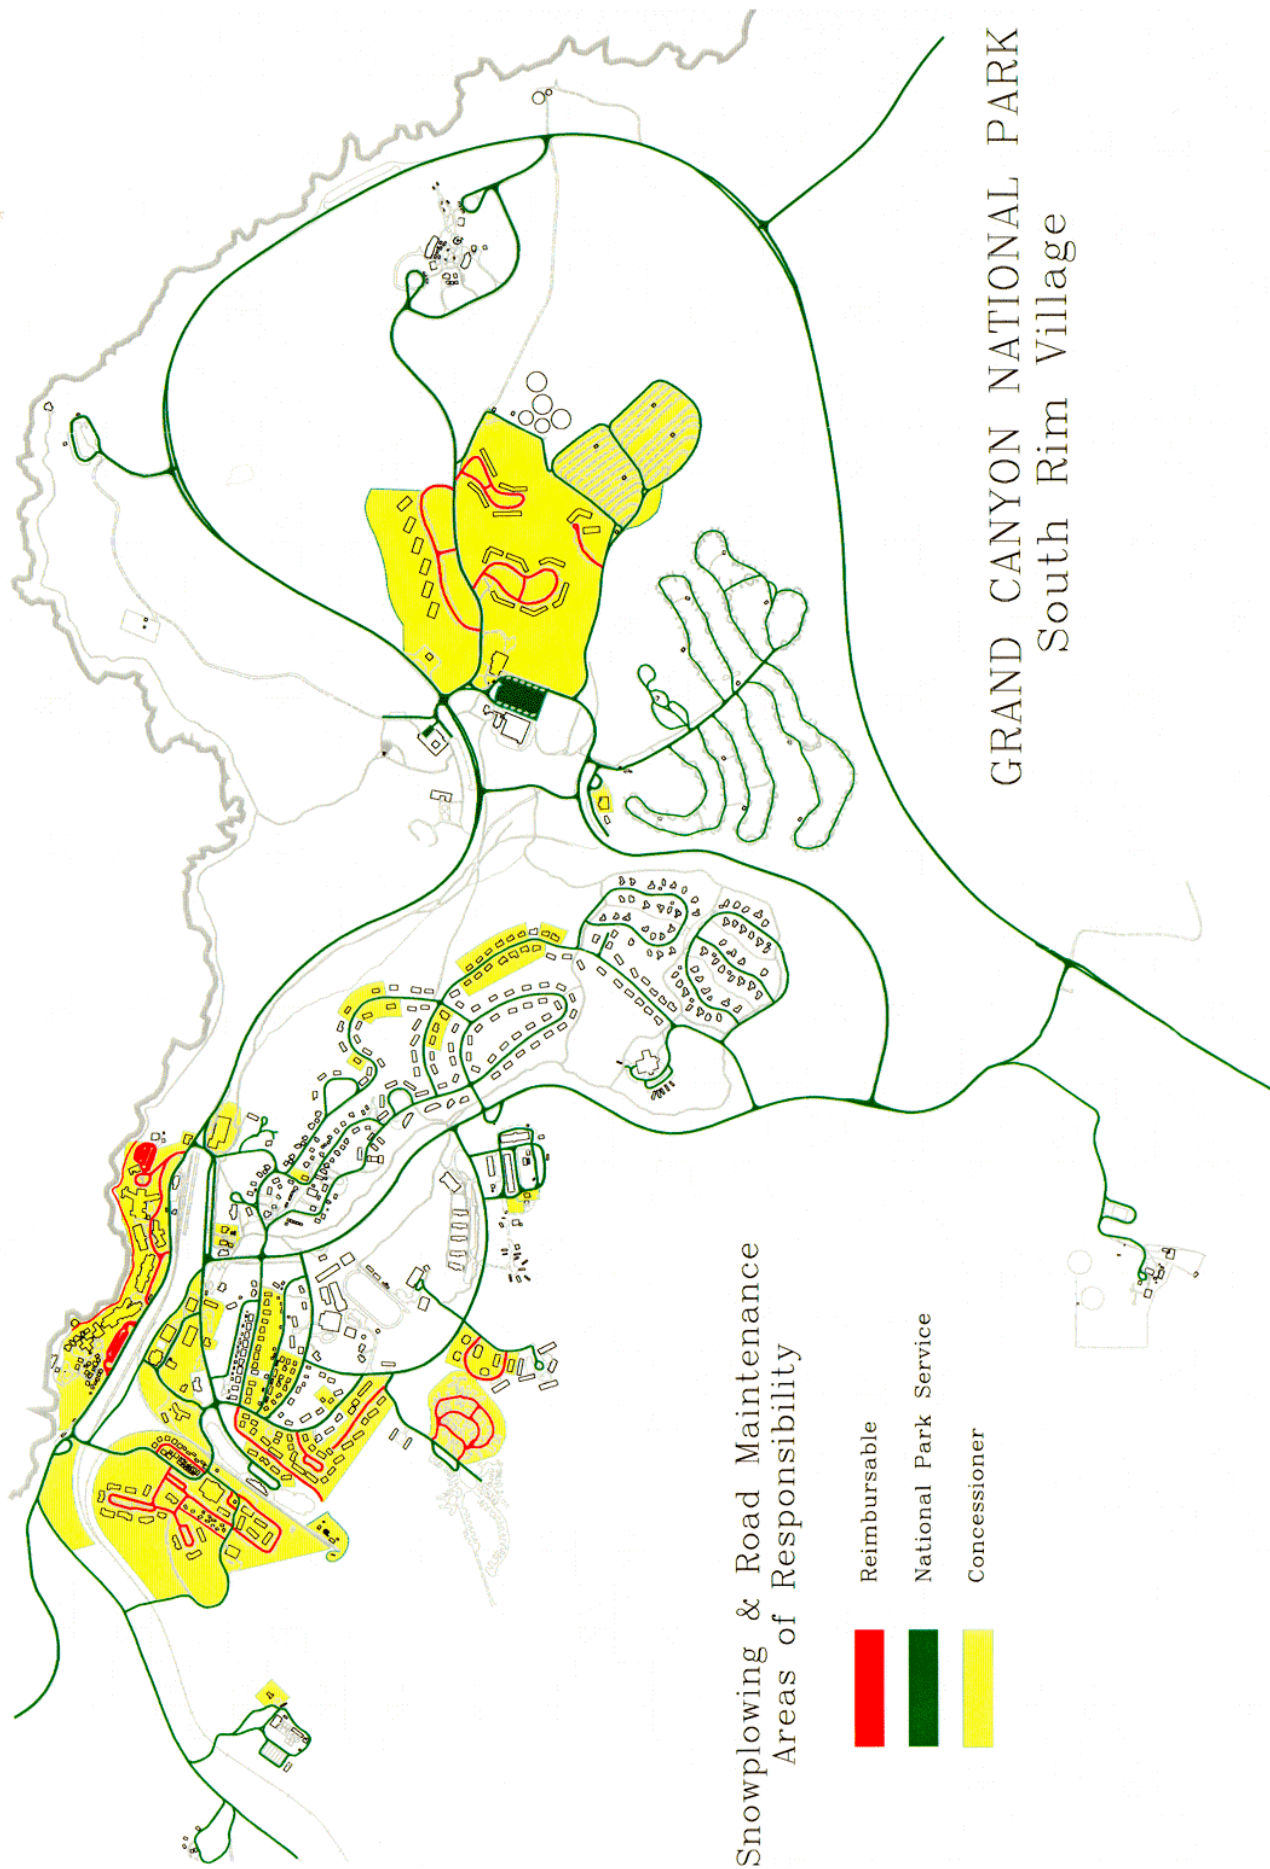 GRAND CANYON NATIONAL PARK
South Rim Village
Snowplowing & Road Maintenance
Areas of Responsibility
Reimbursable
National Park Service
Concessioner